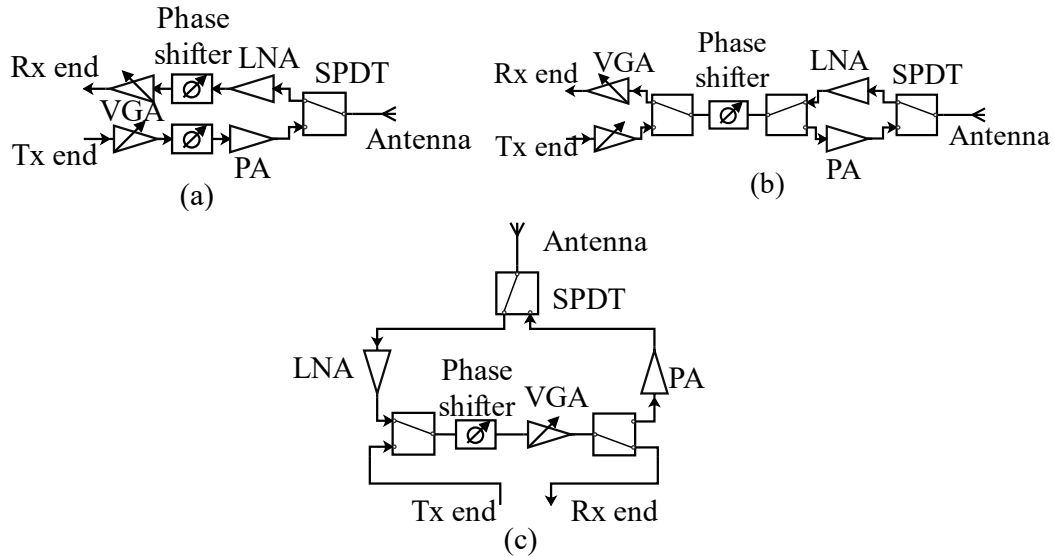 Phase
shifter
LNA
SPDT
Rx end
VGA
Tx end
PA
Antenna
(a)
VGA
Phase
shifter
LNA
SPDT
Rx end
Tx end
PA
Antenna
(b)
Antenna
SPDT
LNA
Phase
shifter
VGA
PA
Tx end
Rx end
(c)